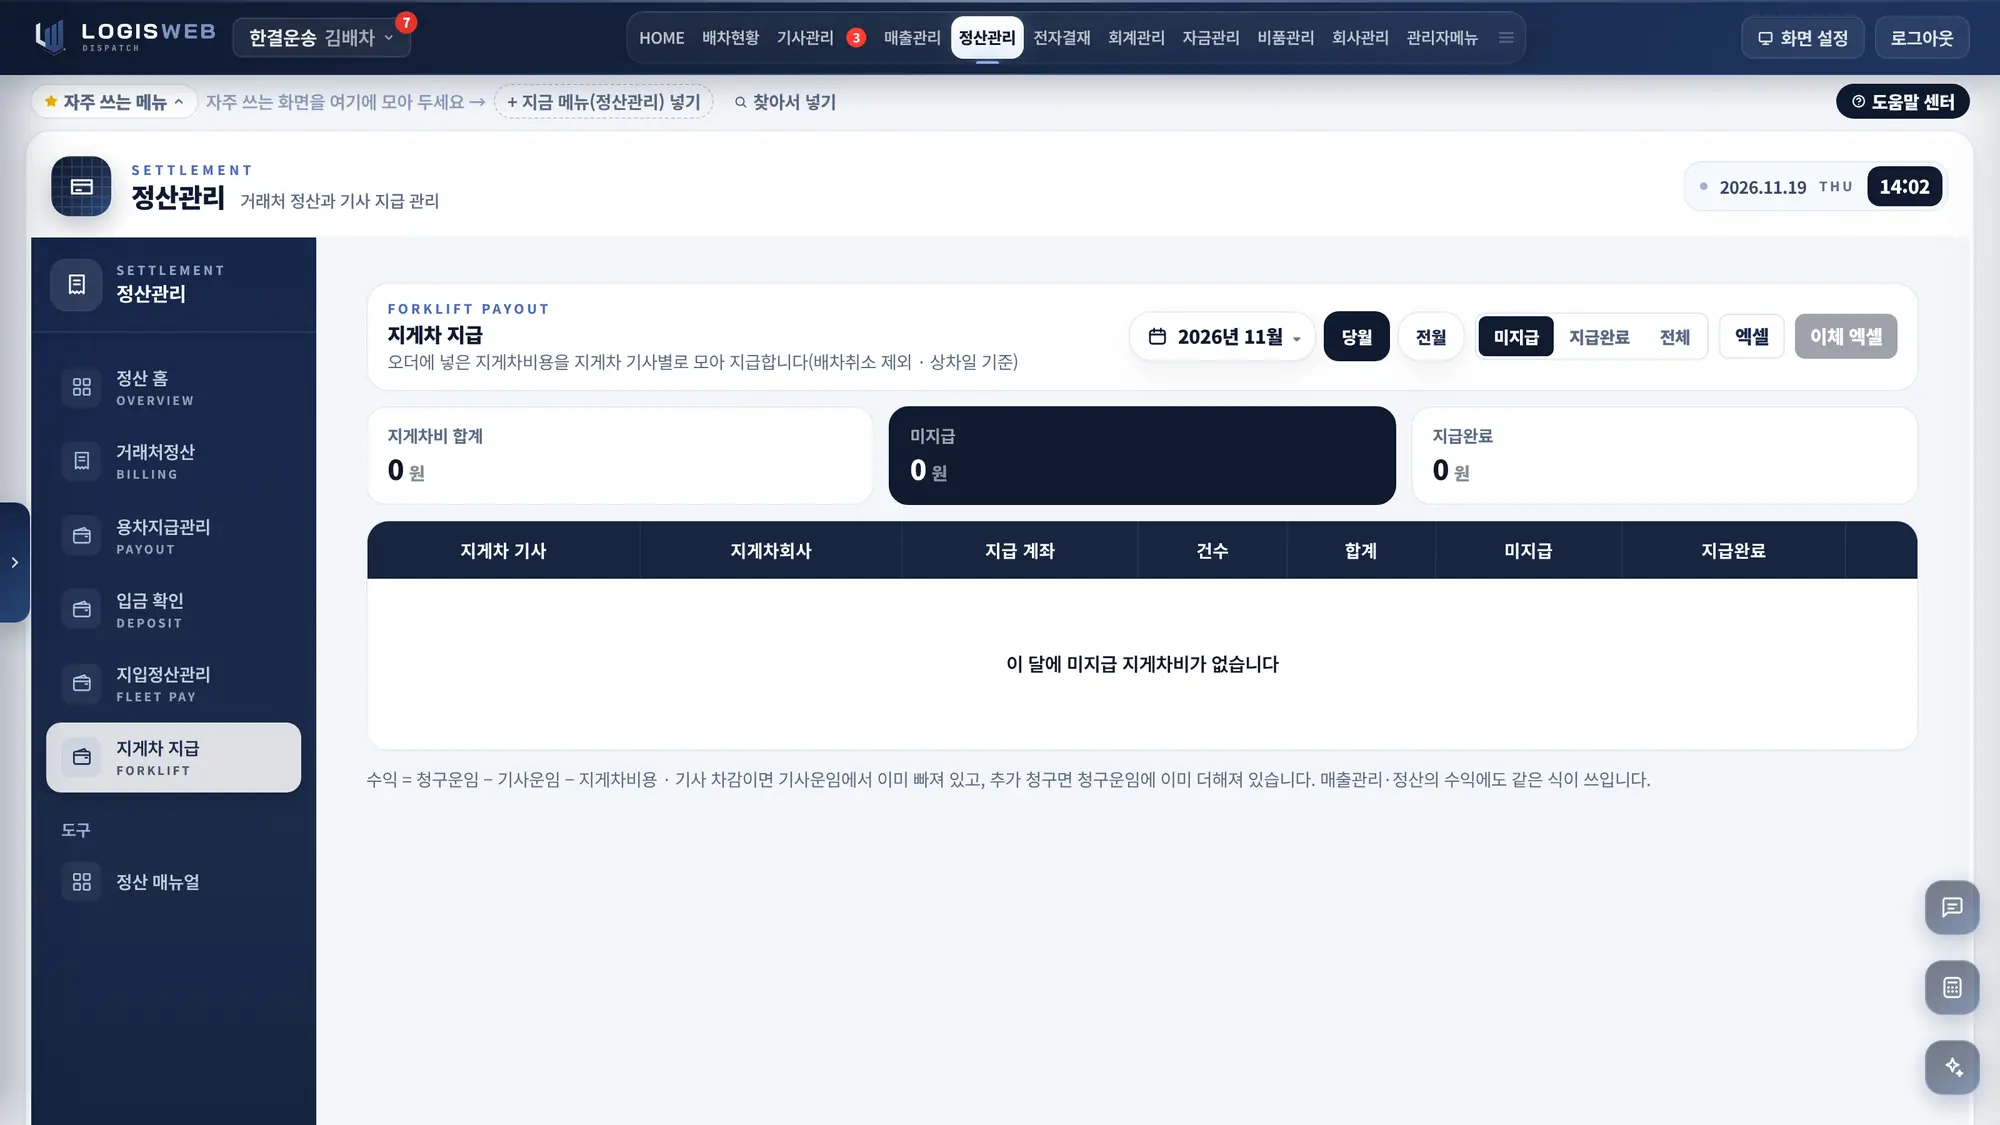 LOGISWEB
DISPATCH
한결운송 김배차
7
HOME
배차현황
기사관리
3
매출관리
정산관리
전자결재
회계관리
자금관리
비품관리
회사관리
관리자메뉴
화면 설정
로그아웃
자주 쓰는 메뉴
자주 쓰는 화면을 여기에 모아 두세요 →
+ 지금 메뉴(정산관리) 넣기
찾아서 넣기
도움말 센터
SETTLEMENT
정산관리 거래처 정산과 기사 지급 관리
2026.11.19 THU 14:02
SETTLEMENT
정산관리
정산 홈
OVERVIEW
거래처정산
BILLING
용차지급관리
PAYOUT
입금 확인
DEPOSIT
지입정산관리
FLEET PAY
지게차 지급
FORKLIFT
도구
정산 매뉴얼
FORKLIFT PAYOUT
지게차 지급
오더에 넣은 지게차비용을 지게차 기사별로 모아 지급합니다(배차취소 제외 · 상차일 기준)
2026년 11월
당월
전월
미지급
지급완료
전체
엑셀
이체 엑셀
지게차비 합계
0 원
미지급
0 원
지급완료
0 원
지게차 기사
지게차회사
지급 계좌
건수
합계
미지급
지급완료
이 달에 미지급 지게차비가 없습니다
수익 = 청구운임 − 기사운임 − 지게차비용 · 기사 차감이면 기사운임에서 이미 빠져 있고, 추가 청구면 청구운임에 이미 더해져 있습니다. 매출관리·정산의 수익에도 같은 식이 쓰입니다.